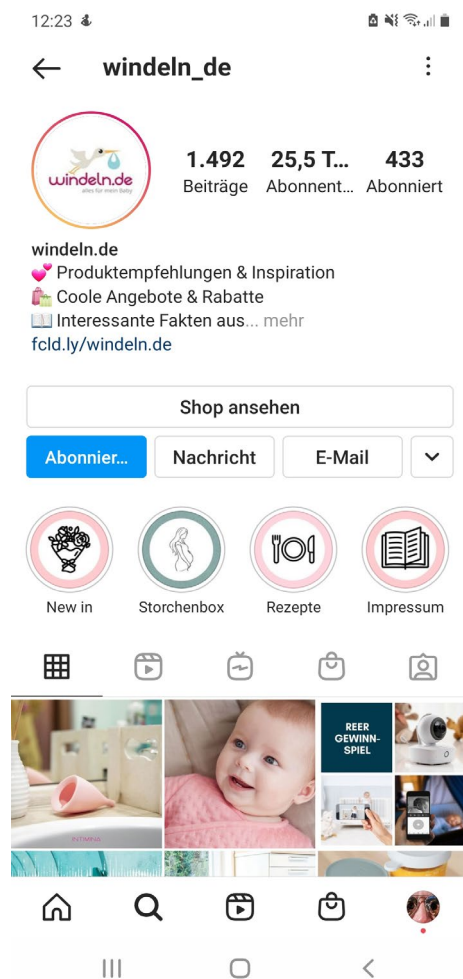 12:23
windeln_de
windeln.de
alles für mein Baby
1.492 25,5 T... 433
Beiträge Abonnent... Abonniert
windeln.de
💕 Produktempfehlungen & Inspiration
🛍️ Coole Angebote & Rabatte
📖 Interessante Fakten aus... mehr
fcld.ly/windeln.de
Shop ansehen
Abonnier... Nachricht E-Mail
New in Storchenbox Rezepte Impressum
REER
GEWINN-
SPIEL
INTIMINA